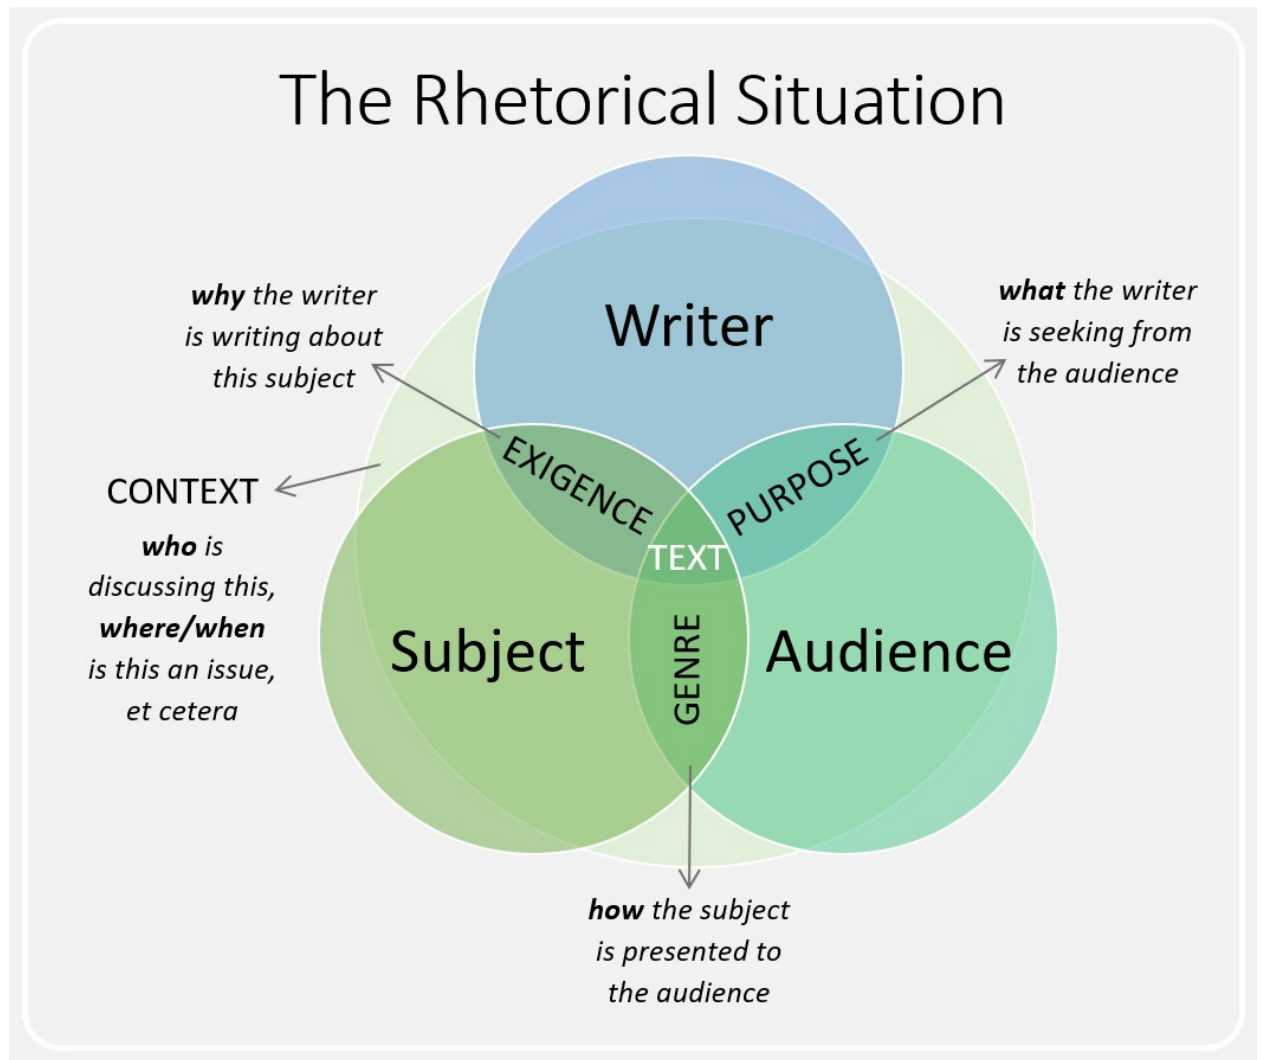 The Rhetorical Situation
Writer
why the writer
is writing about
this subject
what the writer
is seeking from
the audience
EXIGENCE
PURPOSE
CONTEXT
who is
discussing this,
where/when
is this an issue,
et cetera
TEXT
Subject
GENRE
Audience
how the subject
is presented to
the audience